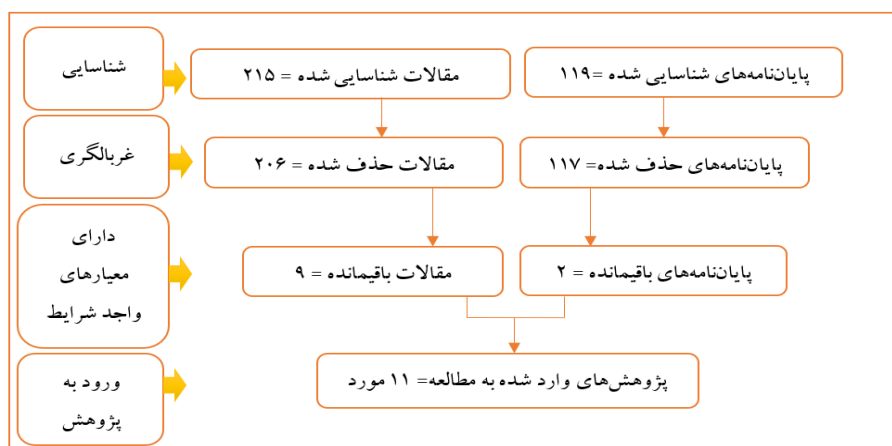 شناسایی
پایان‌نامه‌های شناسایی شده =۱۱۹
مقالات شناسایی شده = ۲۱۵
غربالگری
پایان‌نامه‌های حذف شده= ۱۱۷
مقالات حذف شده = ۲۰۶
دارای
معیارهای
واجد شرایط
پایان‌نامه‌های باقیمانده = ۲
مقالات باقیمانده = ۹
ورود به
پژوهش
پژوهش‌های وارد شده به مطالعه= ۱۱ مورد